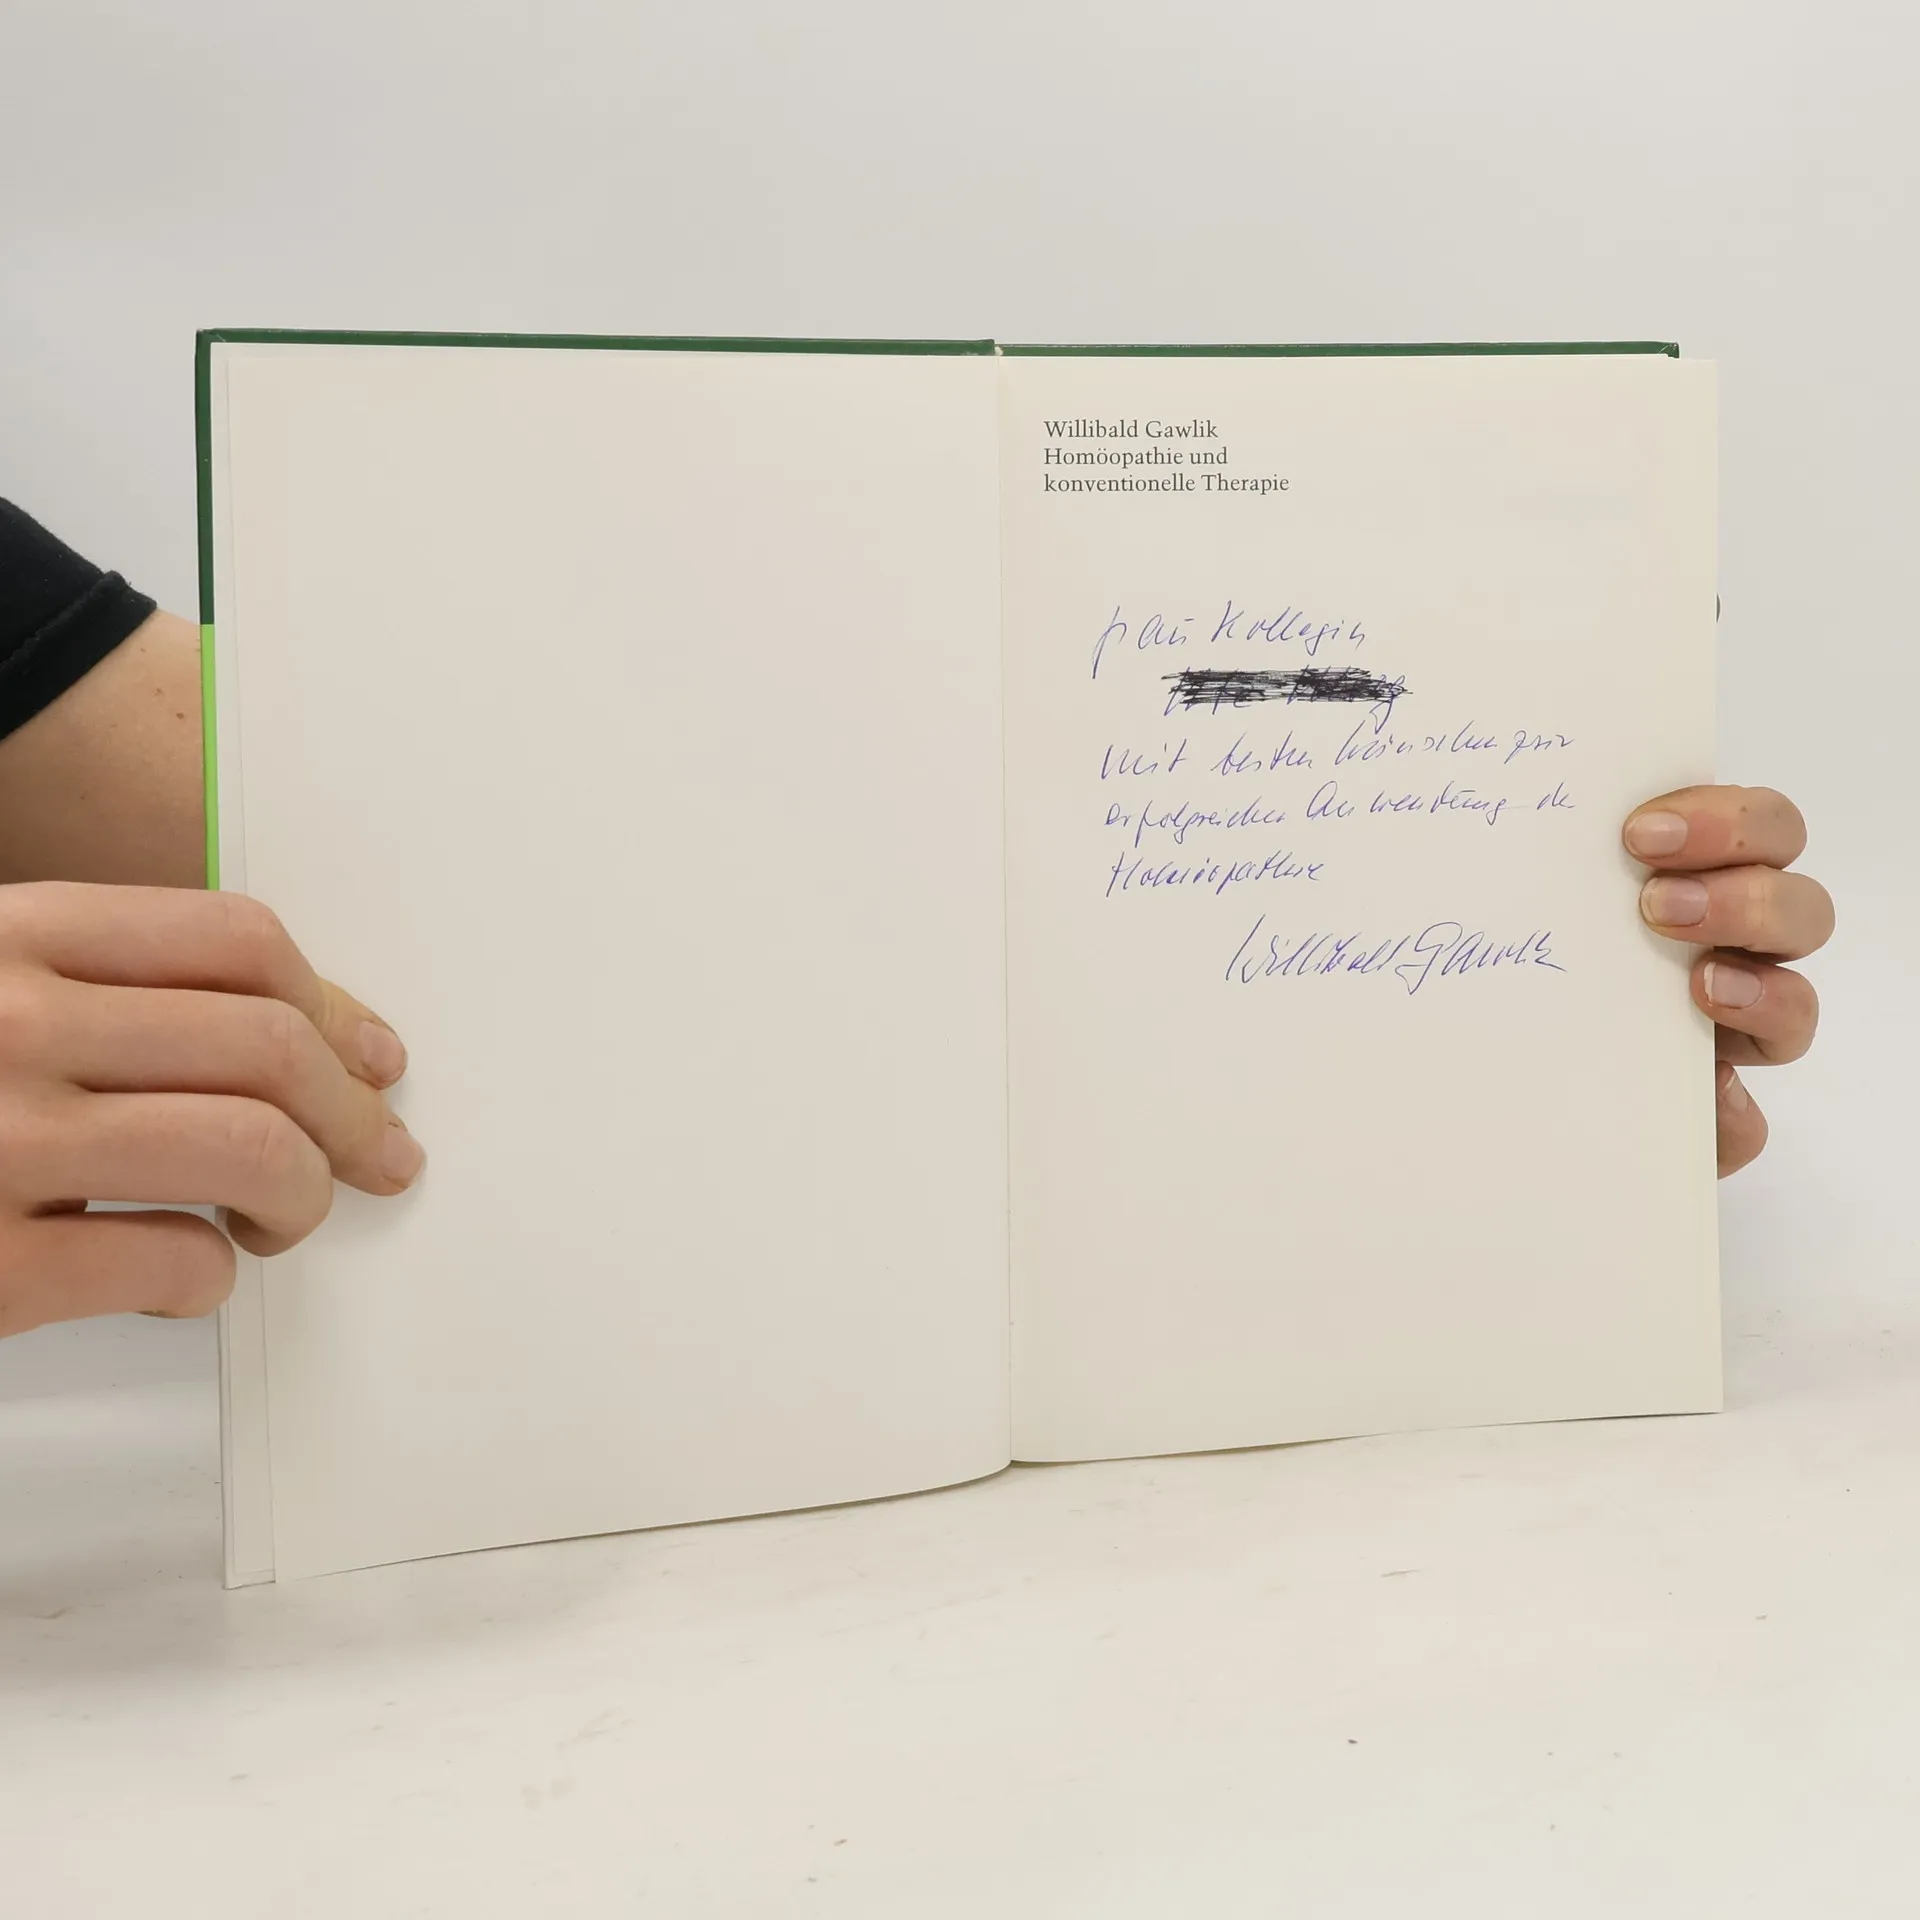 Willibald Gawlik
Homöopathie und
konventionelle Therapie
Frau Kollegin
mit besten Wünschen zur
erfolgreichen Anwendung der
Homöopathie
Willibald Gawlik